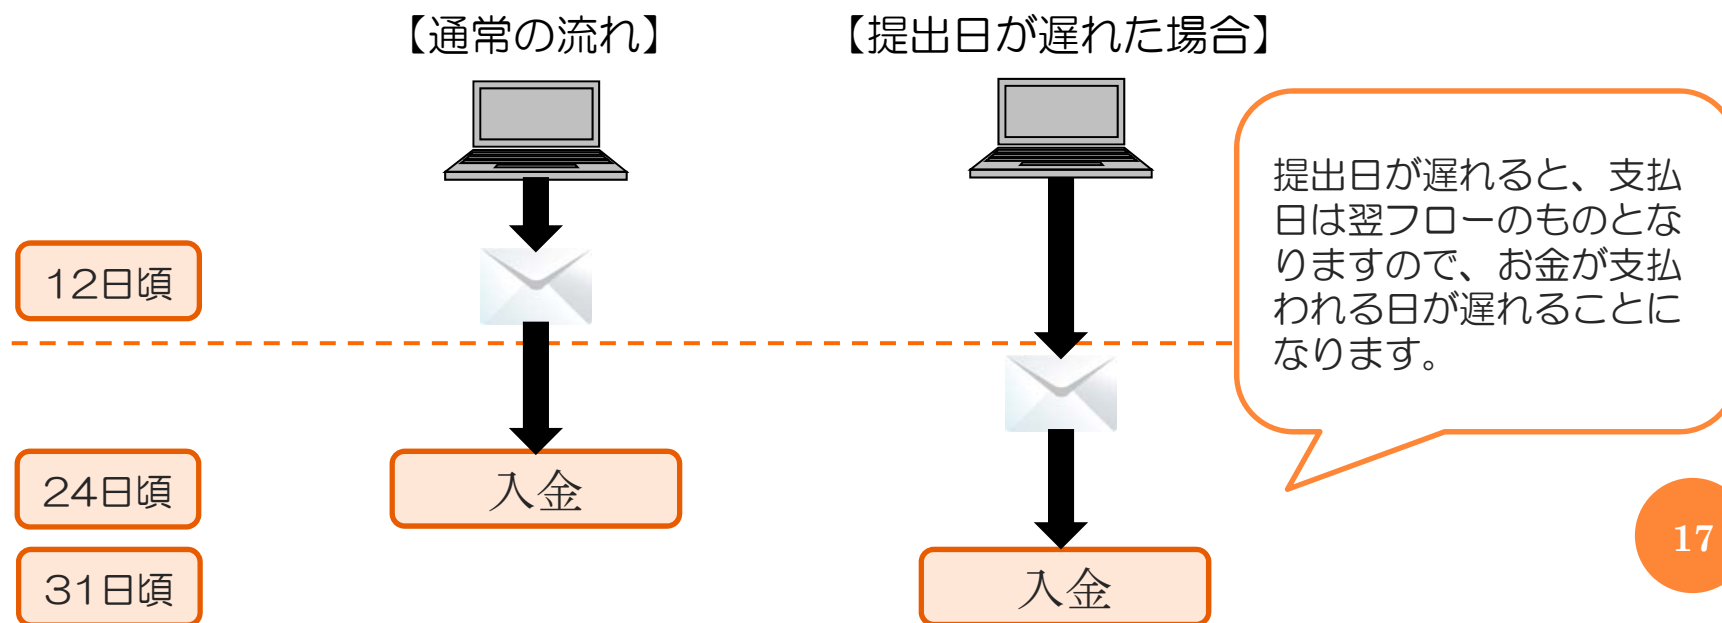 【通常の流れ】
【提出日が遅れた場合】
提出日が遅れると、支払
日は翌フローのものとな
りますので、お金が支払
われる日が遅れることに
なります。
12日頃
24日頃
入金
31日頃
入金
17